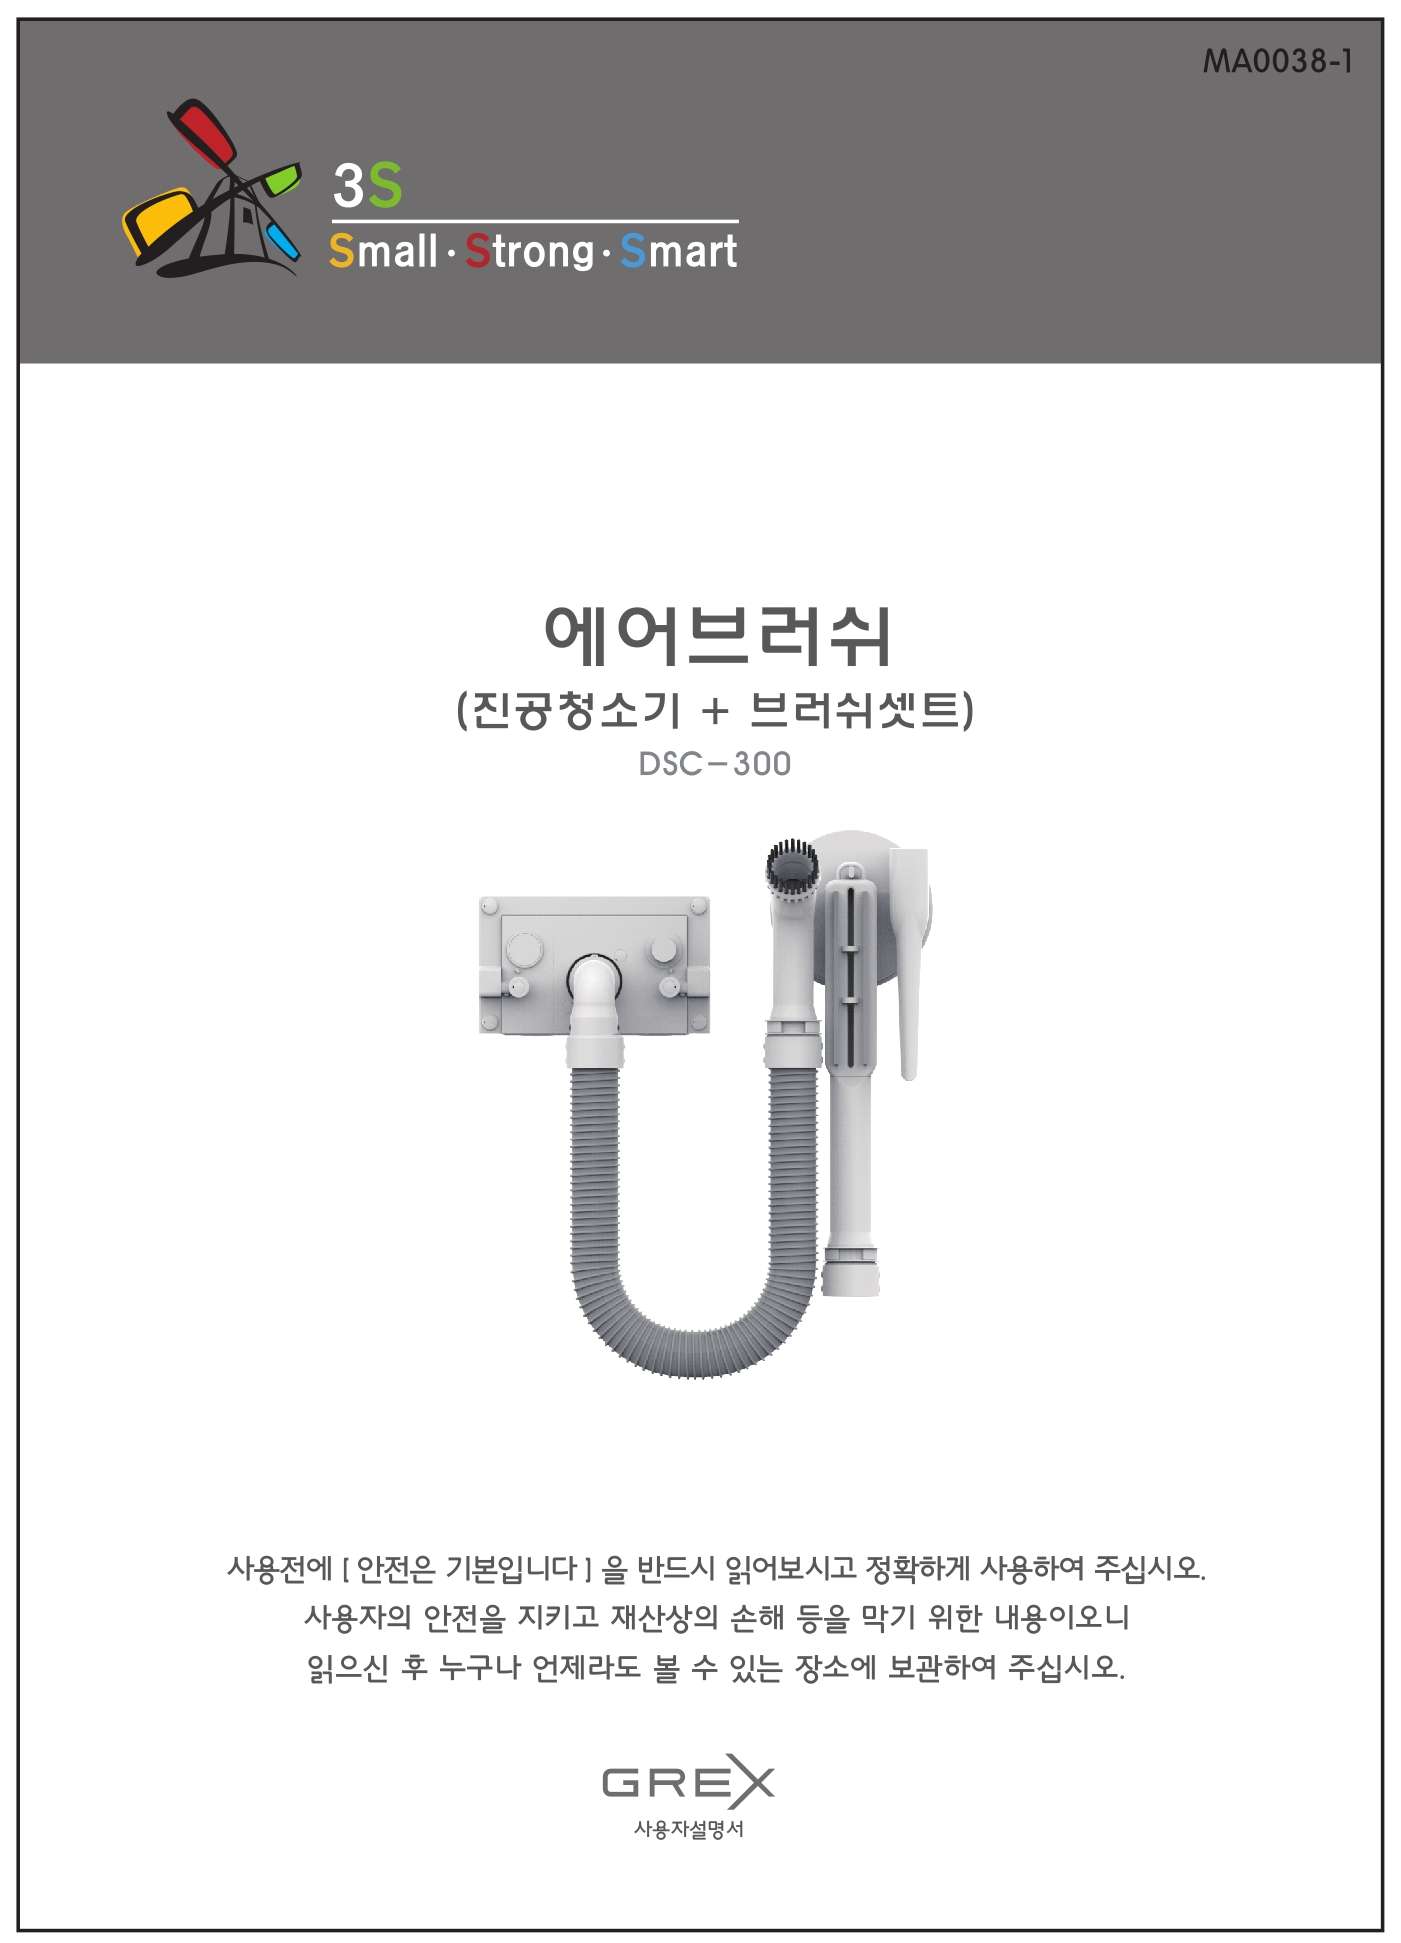 MA0038-1
3S
Small·Strong·Smart
에어브러쉬
(진공청소기 + 브러쉬셋트)
DSC-300
사용전에 [ 안전은 기본입니다 ] 을 반드시 읽어보시고 정확하게 사용하여 주십시오.
사용자의 안전을 지키고 재산상의 손해 등을 막기 위한 내용이오니
읽으신 후 누구나 언제라도 볼 수 있는 장소에 보관하여 주십시오.
GREX
사용자설명서